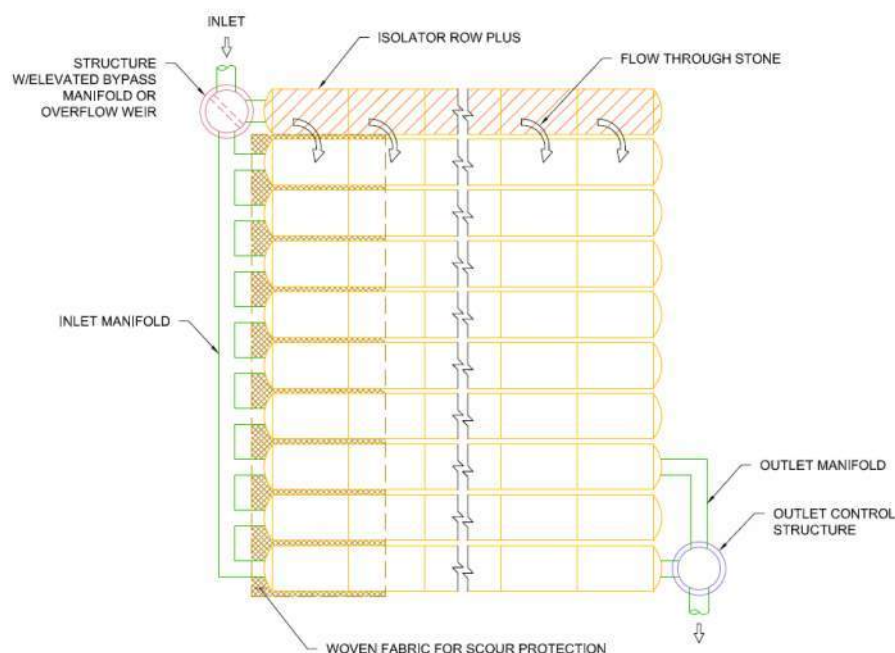 INLET
ISOLATOR ROW PLUS
STRUCTURE
W/ELEVATED BYPASS
MANIFOLD OR
OVERFLOW WEIR
FLOW THROUGH STONE
INLET MANIFOLD
OUTLET MANIFOLD
OUTLET CONTROL
STRUCTURE
WOVEN FABRIC FOR SCOUR PROTECTION